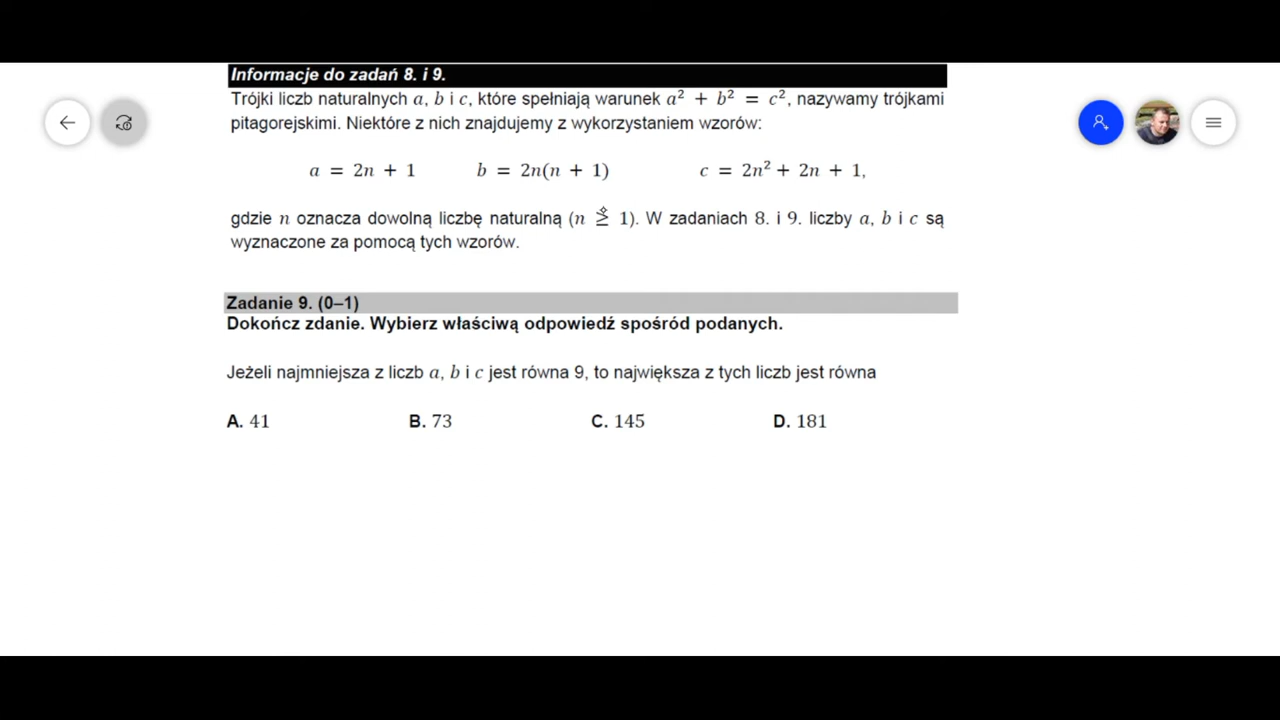 Informacje do zadań 8. i 9.
Trójki liczb naturalnych a, b i c, które spełniają warunek a² + b² = c², nazywamy trójkami
pitagorejskimi. Niektóre z nich znajdujemy z wykorzystaniem wzorów:
a = 2n + 1 b = 2n(n + 1) c = 2n² + 2n + 1,
gdzie n oznacza dowolną liczbę naturalną (n ≥ 1). W zadaniach 8. i 9. liczby a, b i c są
wyznaczone za pomocą tych wzorów.
Zadanie 9. (0–1)
Dokończ zdanie. Wybierz właściwą odpowiedź spośród podanych.
Jeżeli najmniejsza z liczb a, b i c jest równa 9, to największa z tych liczb jest równa
A. 41 B. 73 C. 145 D. 181